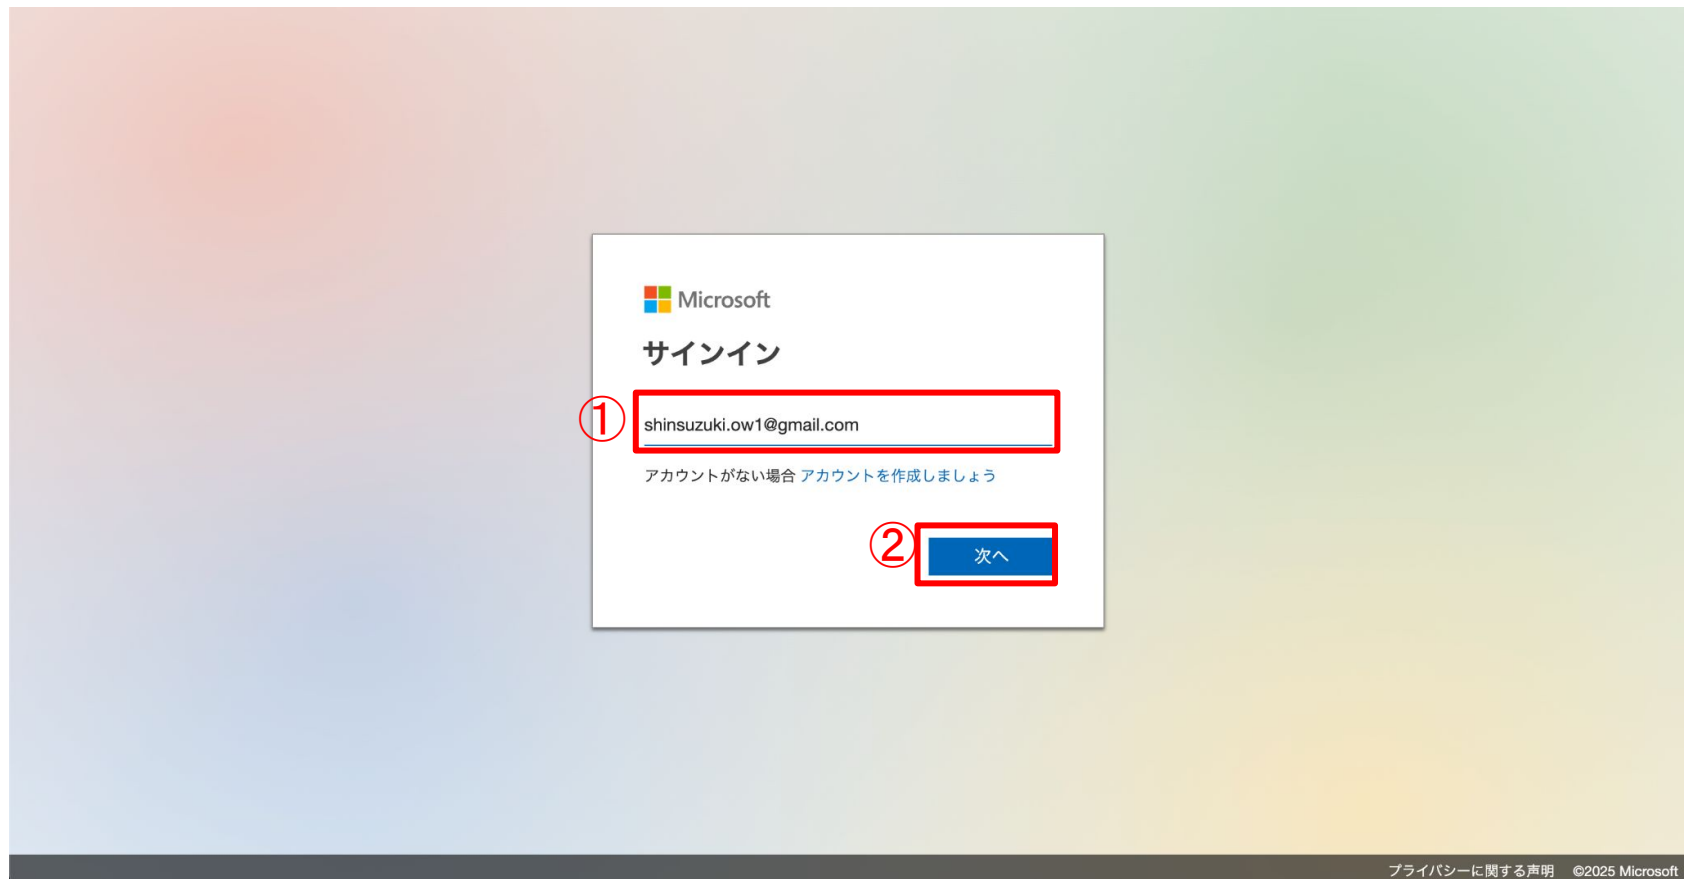 Microsoft
サインイン
① shinsuzuki.ow1@gmail.com
アカウントがない場合 アカウントを作成しましょう
② 次へ
プライバシーに関する声明 ©2025 Microsoft